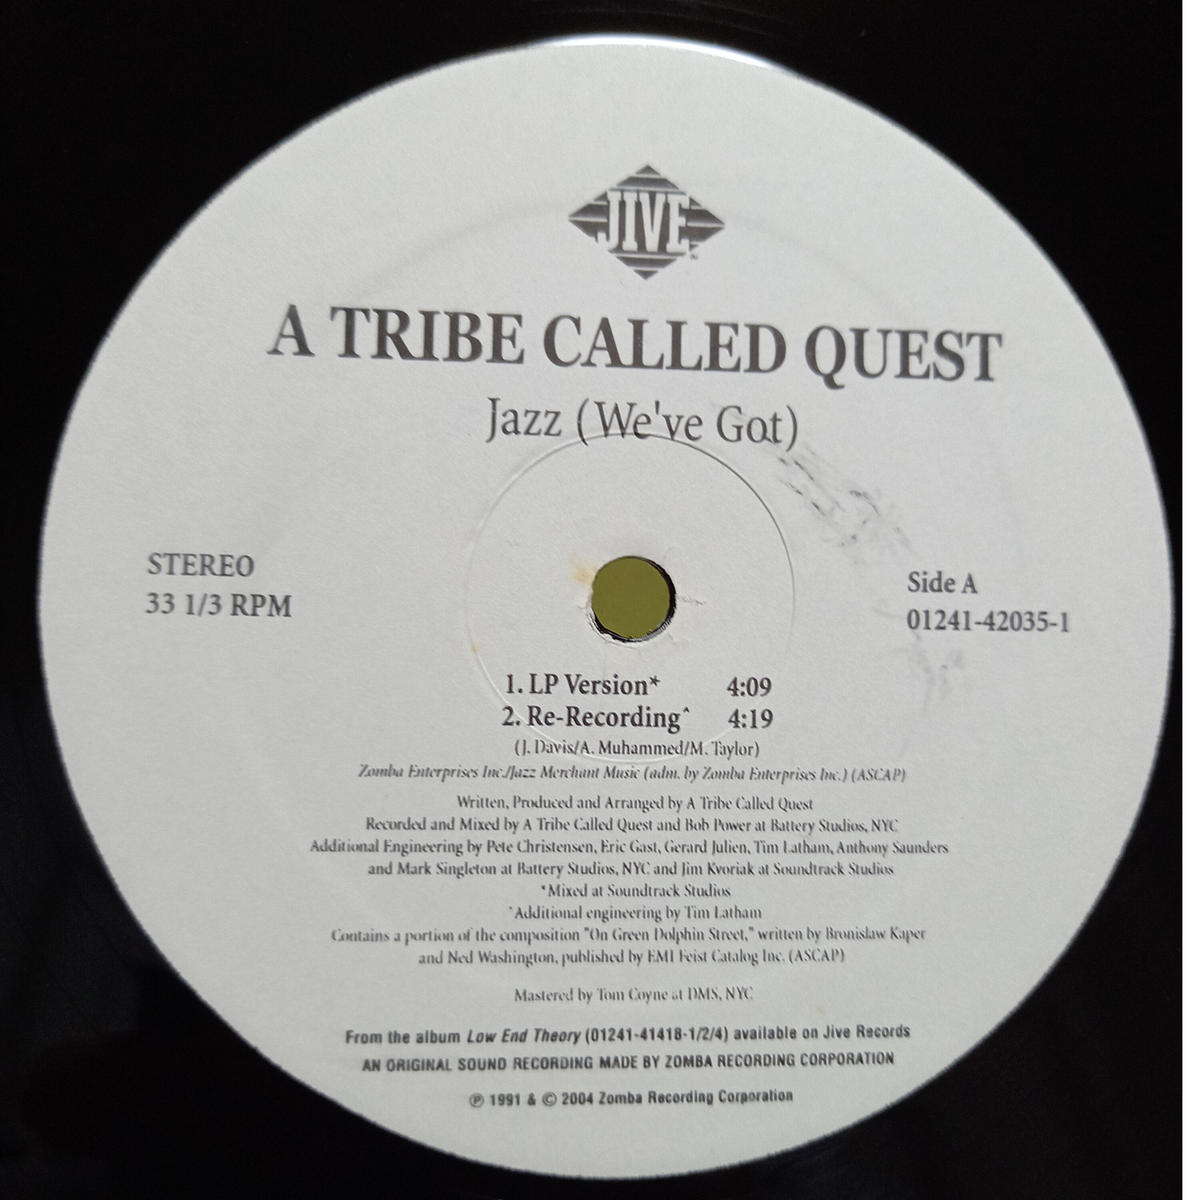 JIVE
A TRIBE CALLED QUEST
Jazz (We've Got)
STEREO
33 1/3 RPM
Side A
01241-42035-1
1. LP Version* 4:09
2. Re-Recording^ 4:19
(J. Davis/A. Muhammed/M. Taylor)
Zomba Enterprises Inc./Jazz Merchant Music (adm. by Zomba Enterprises Inc.) (ASCAP)
Written, Produced and Arranged by A Tribe Called Quest
Recorded and Mixed by A Tribe Called Quest and Bob Power at Battery Studios, NYC
Additional Engineering by Pete Christensen, Eric Gast, Gerard Julien, Tim Latham, Anthony Saunders
and Mark Singleton at Battery Studios, NYC and Jim Kvoriak at Soundtrack Studios
*Mixed at Soundtrack Studios
^Additional engineering by Tim Latham
Contains a portion of the composition "On Green Dolphin Street," written by Bronislaw Kaper
and Ned Washington, published by EMI Feist Catalog Inc. (ASCAP)
Mastered by Tom Coyne at DMS, NYC
From the album Low End Theory (01241-41418-1/2/4) available on Jive Records
AN ORIGINAL SOUND RECORDING MADE BY ZOMBA RECORDING CORPORATION
℗ 1991 & © 2004 Zomba Recording Corporation